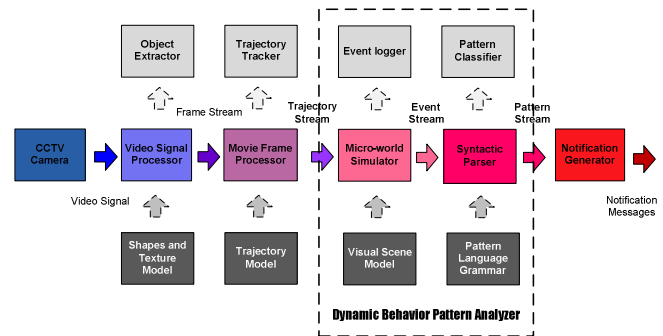 Object
Extractor
Trajectory
Tracker
Event logger
Pattern
Classifier
Frame Stream
Trajectory
Stream
Event
Stream
Pattern
Stream
CCTV
Camera
Video Signal
Processor
Movie Frame
Processor
Micro-world
Simulator
Syntactic
Parser
Notification
Generator
Video Signal
Notification
Messages
Shapes and
Texture
Model
Trajectory
Model
Visual Scene
Model
Pattern
Language
Grammar
Dynamic Behavior Pattern Analyzer